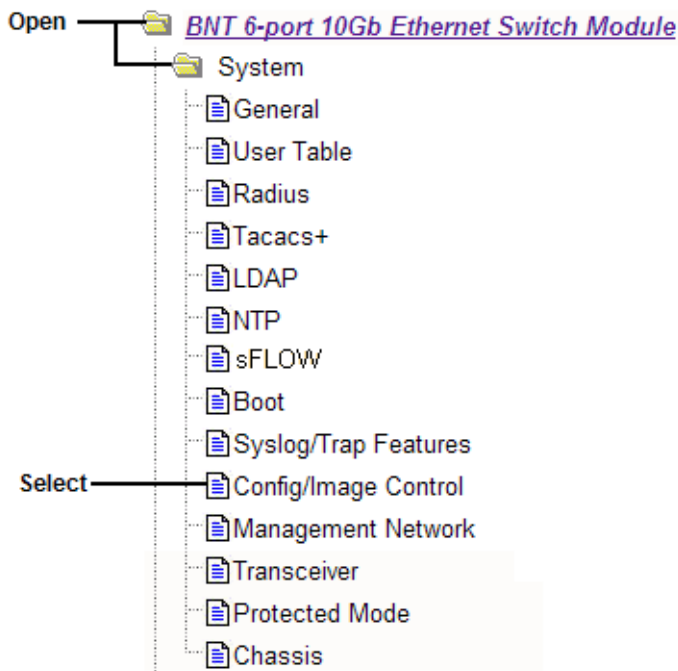 Open BNT 6-port 10Gb Ethernet Switch Module
System
General
User Table
Radius
Tacacs+
LDAP
NTP
sFLOW
Boot
Syslog/Trap Features
Select Config/Image Control
Management Network
Transceiver
Protected Mode
Chassis